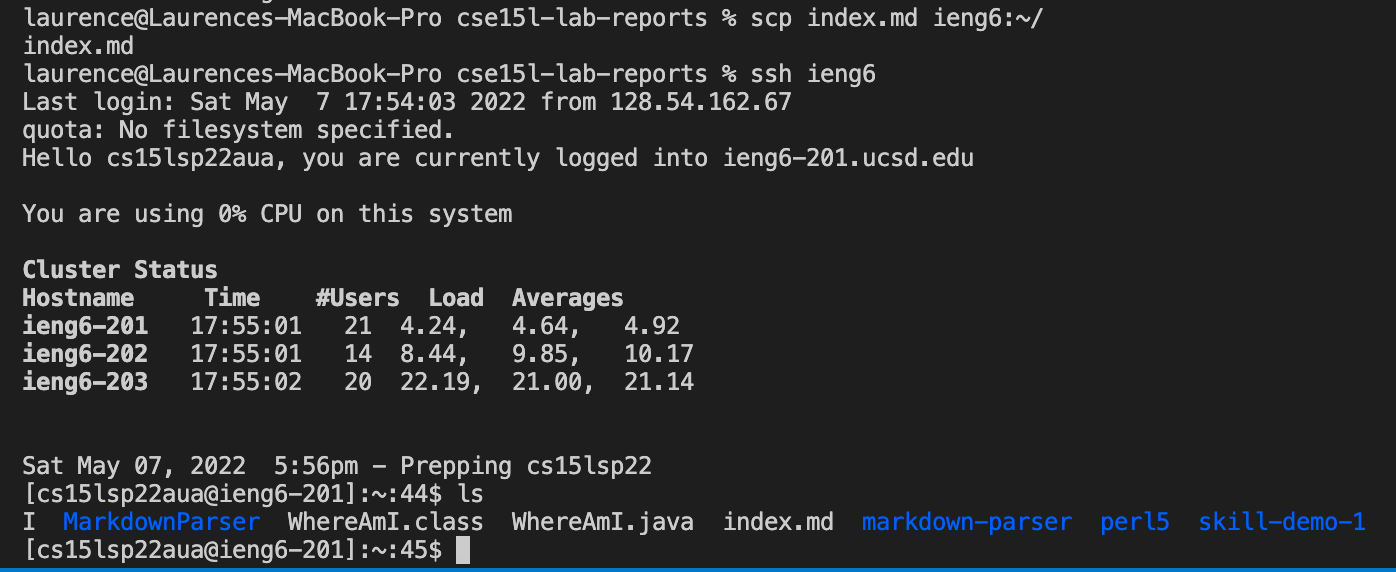 laurence@Laurences-MacBook-Pro cse15l-lab-reports % scp index.md ieng6:~/
index.md
laurence@Laurences-MacBook-Pro cse15l-lab-reports % ssh ieng6
Last login: Sat May  7 17:54:03 2022 from 128.54.162.67
quota: No filesystem specified.
Hello cs15lsp22aua, you are currently logged into ieng6-201.ucsd.edu
You are using 0% CPU on this system
Cluster Status
Hostname     Time    #Users  Load  Averages
ieng6-201   17:55:01   21  4.24,   4.64,   4.92
ieng6-202   17:55:01   14  8.44,   9.85,   10.17
ieng6-203   17:55:02   20  22.19,  21.00,  21.14
Sat May 07, 2022  5:56pm - Prepping cs15lsp22
[cs15lsp22aua@ieng6-201]:~:44$ ls
I  MarkdownParser  WhereAmI.class  WhereAmI.java  index.md  markdown-parser  perl5  skill-demo-1
[cs15lsp22aua@ieng6-201]:~:45$